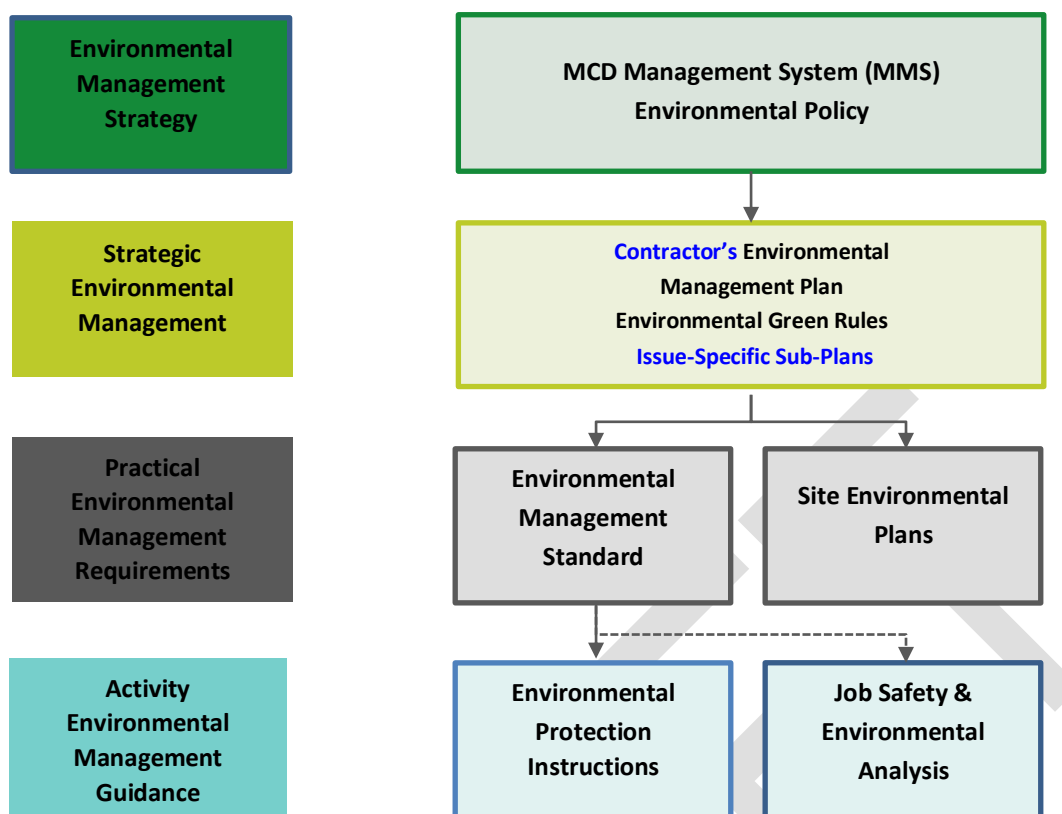 Environmental
Management
Strategy
MCD Management System (MMS)
Environmental Policy
Strategic
Environmental
Management
Contractor's Environmental
Management Plan
Environmental Green Rules
Issue-Specific Sub-Plans
Practical
Environmental
Management
Requirements
Environmental
Management
Standard
Site Environmental
Plans
Activity
Environmental
Management
Guidance
Environmental
Protection
Instructions
Job Safety &
Environmental
Analysis